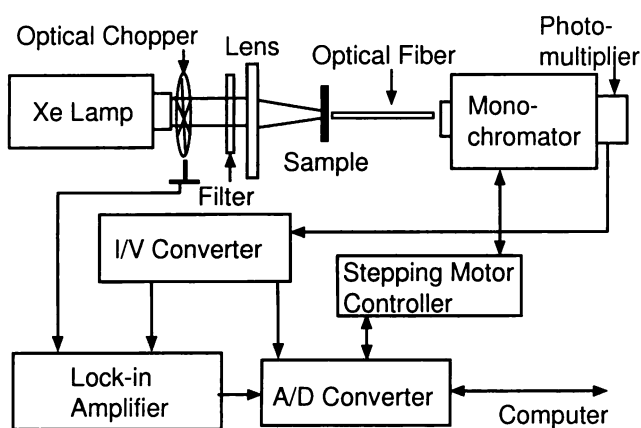 Optical Chopper
Lens
Optical Fiber
Photo-
multiplier
Xe Lamp
Mono-
chromator
Sample
Filter
I/V Converter
Stepping Motor
Controller
Lock-in
Amplifier
A/D Converter
Computer